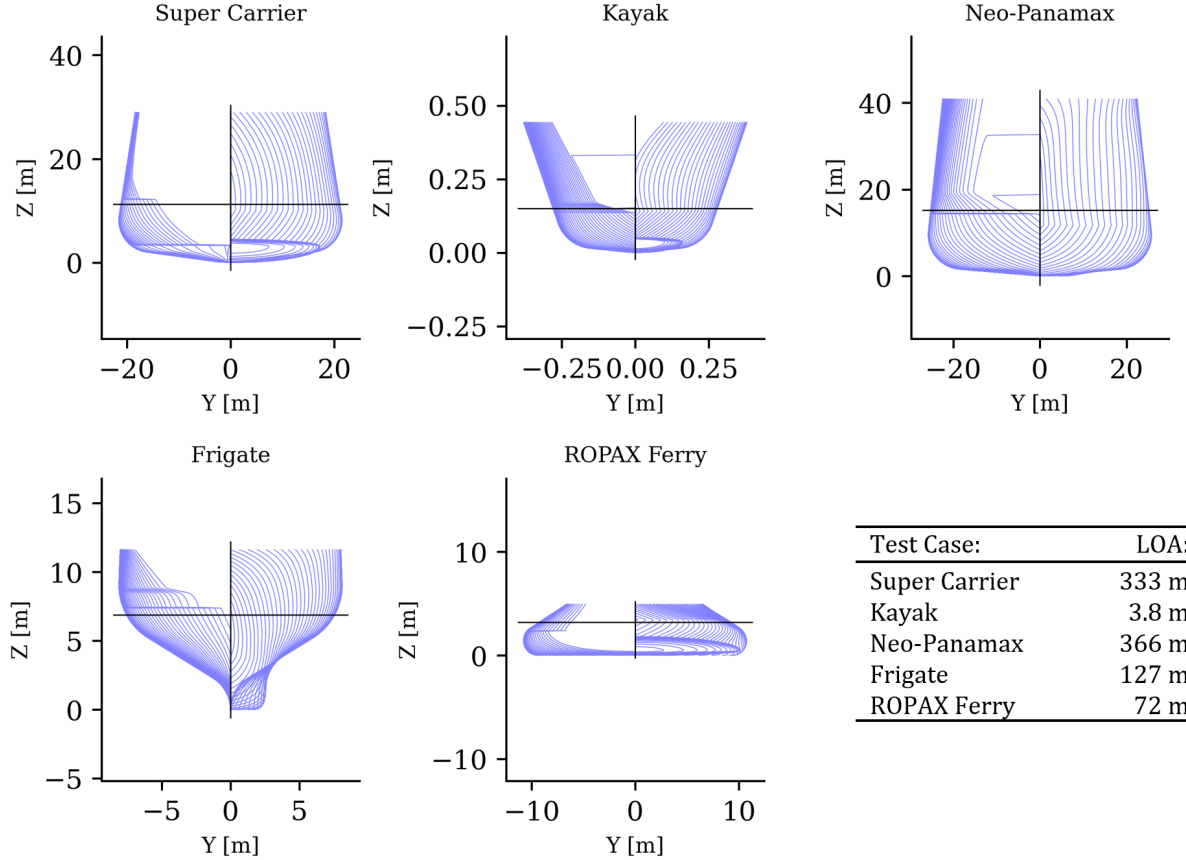 Super Carrier
Z [m]
40
20
0
−20 0 20
Y [m]
Kayak
Z [m]
0.50
0.25
0.00
−0.25
−0.25 0.00 0.25
Y [m]
Neo-Panamax
Z [m]
40
20
0
−20 0 20
Y [m]
Frigate
Z [m]
15
10
5
0
−5
−5 0 5
Y [m]
ROPAX Ferry
Z [m]
10
0
−10
−10 0 10
Y [m]
Test Case: LOA:
Super Carrier 333 m
Kayak 3.8 m
Neo-Panamax 366 m
Frigate 127 m
ROPAX Ferry 72 m